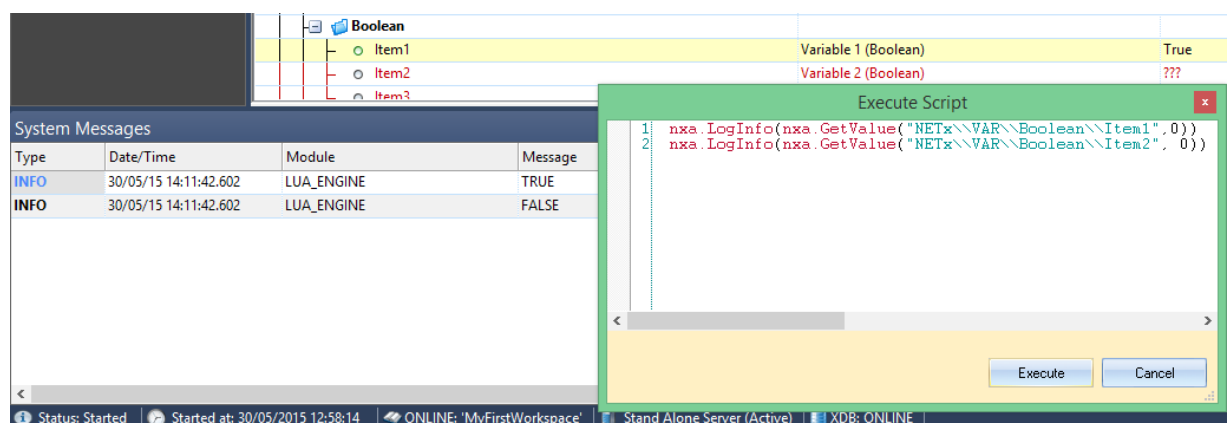 Boolean
Item1 Variable 1 (Boolean) True
Item2 Variable 2 (Boolean) ???
Item3
System Messages
Type Date/Time Module Message
INFO 30/05/15 14:11:42.602 LUA_ENGINE TRUE
INFO 30/05/15 14:11:42.602 LUA_ENGINE FALSE
Execute Script
1 nxa.LogInfo(nxa.GetValue("NETx\\VAR\\Boolean\\Item1",0))
2 nxa.LogInfo(nxa.GetValue("NETx\\VAR\\Boolean\\Item2", 0))
Execute Cancel
Status: Started Started at: 30/05/2015 12:58:14 ONLINE: 'MyFirstWorkspace' Stand Alone Server (Active) XDB: ONLINE